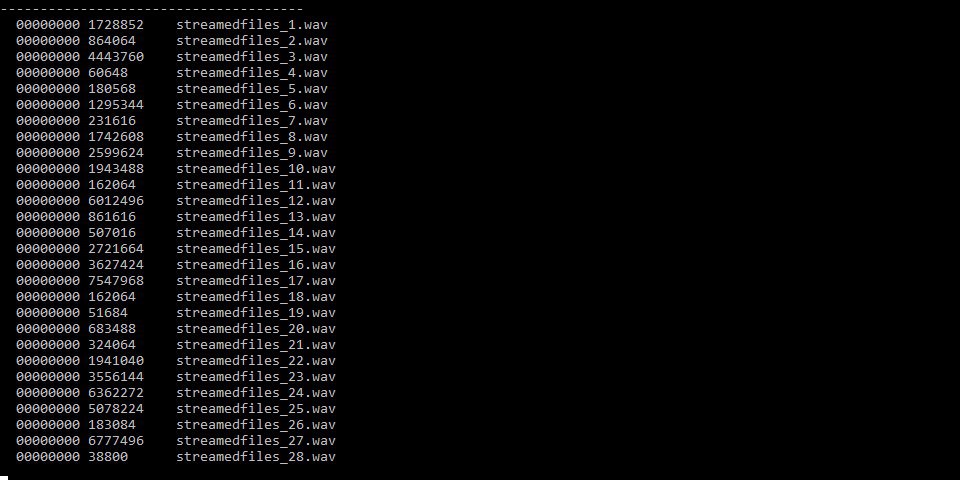 --------------------------------------
00000000 1728852 streamedfiles_1.wav
00000000 864064 streamedfiles_2.wav
00000000 4443760 streamedfiles_3.wav
00000000 60648 streamedfiles_4.wav
00000000 180568 streamedfiles_5.wav
00000000 1295344 streamedfiles_6.wav
00000000 231616 streamedfiles_7.wav
00000000 1742608 streamedfiles_8.wav
00000000 2599624 streamedfiles_9.wav
00000000 1943488 streamedfiles_10.wav
00000000 162064 streamedfiles_11.wav
00000000 6012496 streamedfiles_12.wav
00000000 861616 streamedfiles_13.wav
00000000 507016 streamedfiles_14.wav
00000000 2721664 streamedfiles_15.wav
00000000 3627424 streamedfiles_16.wav
00000000 7547968 streamedfiles_17.wav
00000000 162064 streamedfiles_18.wav
00000000 51684 streamedfiles_19.wav
00000000 683488 streamedfiles_20.wav
00000000 324064 streamedfiles_21.wav
00000000 1941040 streamedfiles_22.wav
00000000 3556144 streamedfiles_23.wav
00000000 6362272 streamedfiles_24.wav
00000000 5078224 streamedfiles_25.wav
00000000 183084 streamedfiles_26.wav
00000000 6777496 streamedfiles_27.wav
00000000 38800 streamedfiles_28.wav